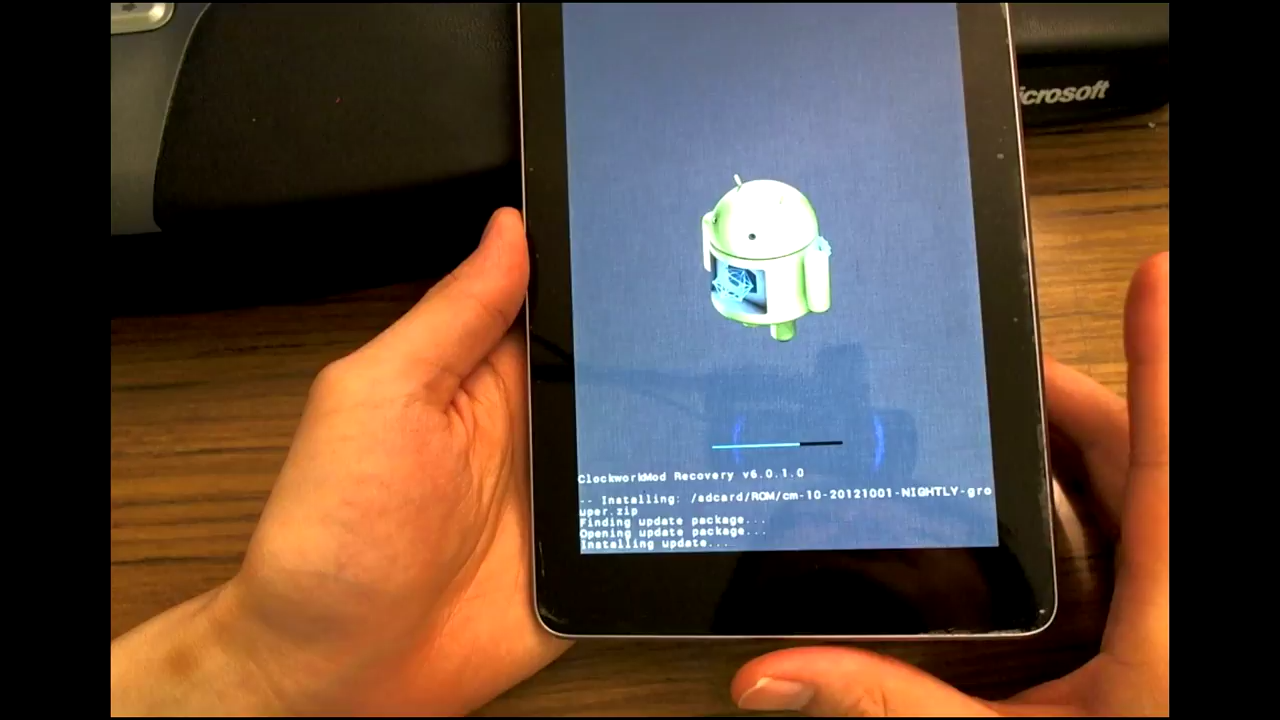 icrosoft
ClockworkMod Recovery v6.0.1.0
-- Installing: /sdcard/ROM/cm-10-20121001-NIGHTLY-gro
uper.zip
Finding update package...
Opening update package...
Installing update...